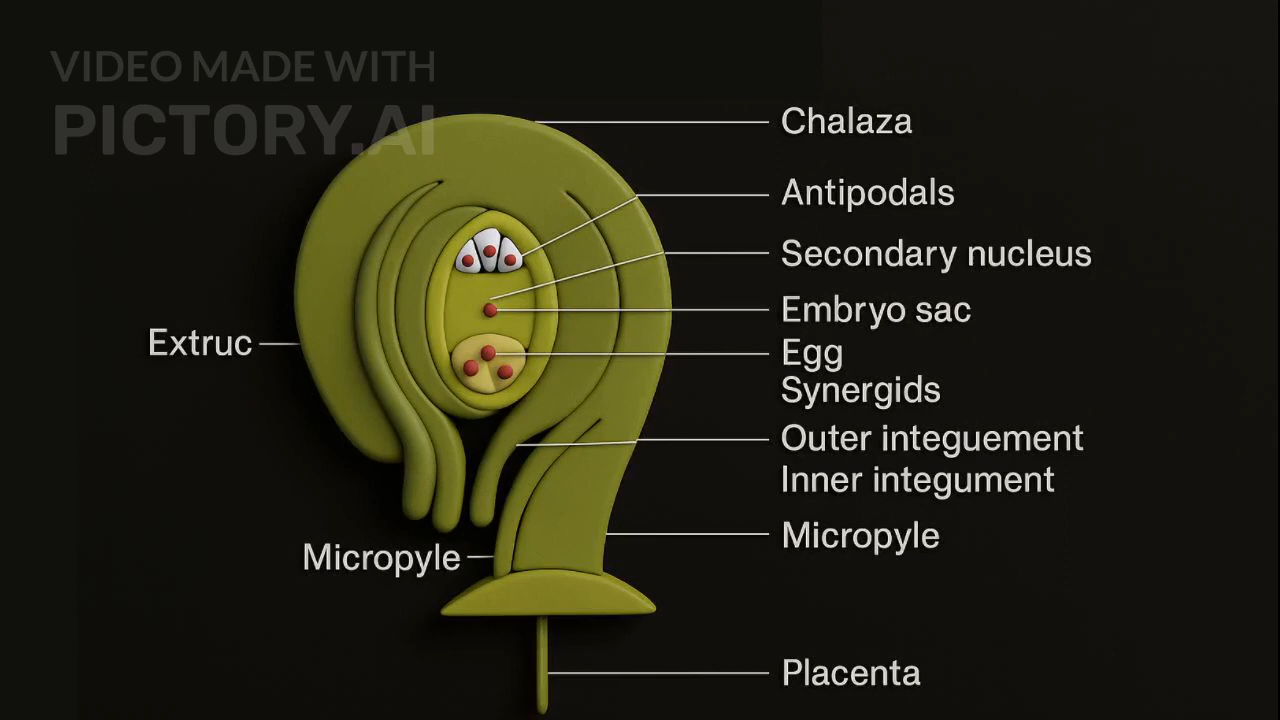 VIDEO MADE WITH
PICTORY.AI
Chalaza
Antipodals
Secondary nucleus
Embryo sac
Extruc
Egg
Synergids
Outer integuement
Inner integument
Micropyle
Micropyle
Placenta